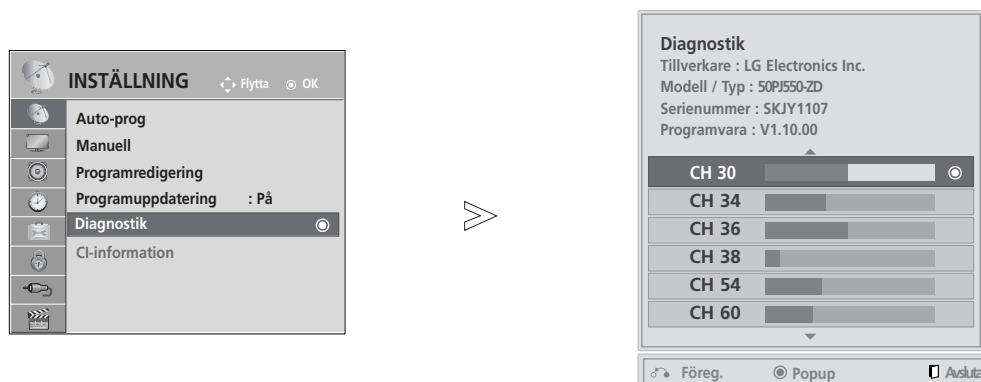 INSTÄLLNING Flytta OK
Auto-prog
Manuell
Programredigering
Programuppdatering : På
Diagnostik
CI-information
Diagnostik
Tillverkare : LG Electronics Inc.
Modell / Typ : 50PJ550-ZD
Serienummer : SKJY1107
Programvara : V1.10.00
CH 30
CH 34
CH 36
CH 38
CH 54
CH 60
Föreg. Popup Avsluta